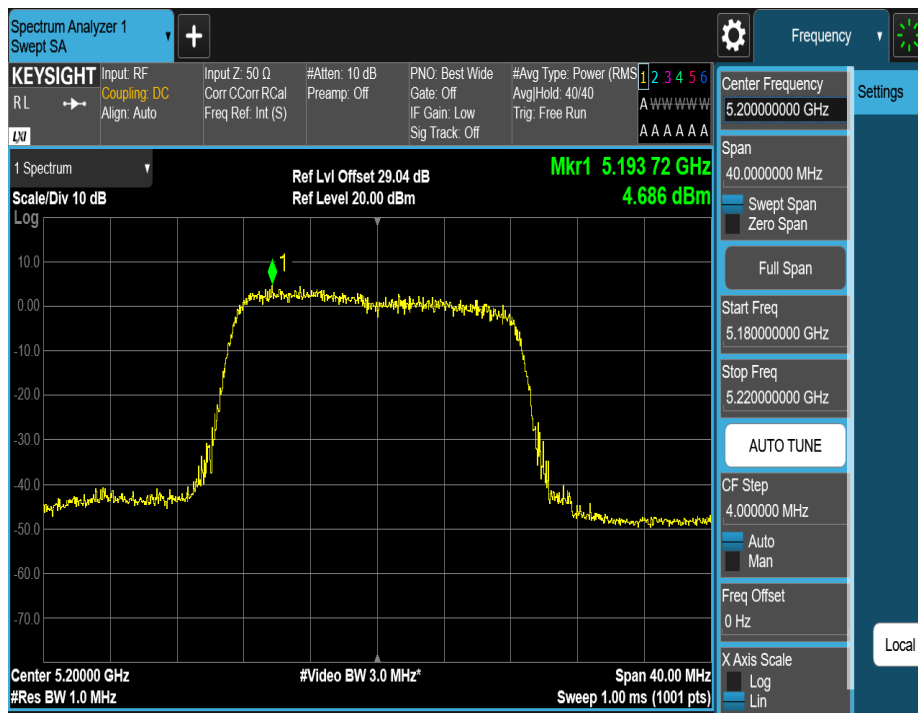 Spectrum Analyzer 1
Swept SA
+
Frequency
KEYSIGHT
RL
LXI
Input: RF
Coupling: DC
Align: Auto
Input Z: 50 Ω
Corr CCorr RCal
Freq Ref: Int (S)
#Atten: 10 dB
Preamp: Off
PNO: Best Wide
Gate: Off
IF Gain: Low
Sig Track: Off
#Avg Type: Power (RMS
Avg|Hold: 40/40
Trig: Free Run
1 2 3 4 5 6
A W W W W W
A A A A A A
1 Spectrum
Scale/Div 10 dB
Ref Lvl Offset 29.04 dB
Ref Level 20.00 dBm
Mkr1 5.193 72 GHz
4.686 dBm
Log
10.0
0.00
-10.0
-20.0
-30.0
-40.0
-50.0
-60.0
-70.0
1
Center 5.20000 GHz
#Res BW 1.0 MHz
#Video BW 3.0 MHz*
Span 40.00 MHz
Sweep 1.00 ms (1001 pts)
Center Frequency
5.200000000 GHz
Span
40.0000000 MHz
Swept Span
Zero Span
Full Span
Start Freq
5.180000000 GHz
Stop Freq
5.220000000 GHz
AUTO TUNE
CF Step
4.000000 MHz
Auto
Man
Freq Offset
0 Hz
X Axis Scale
Log
Lin
Settings
Local